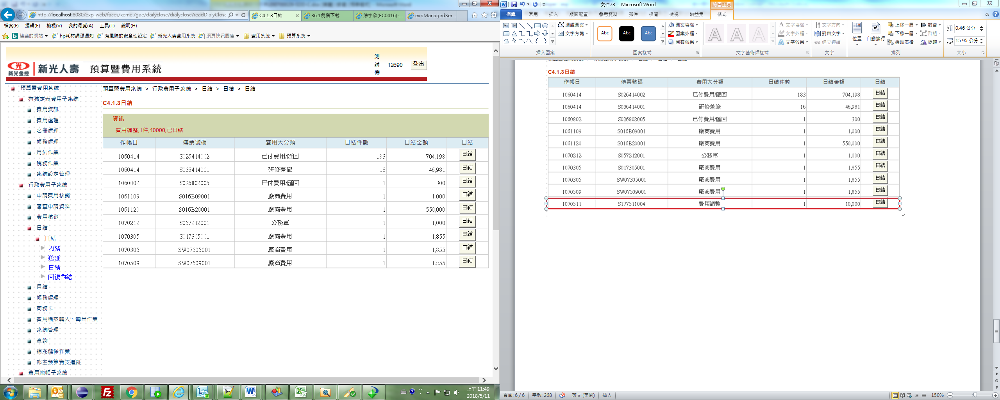 http://localhost:8080/exp_web/faces/kernel/gae/dailyclose/dialyclose/readDialyClose
C4.1.3日結
B6.1稅檔下載
涂宇欣(EC0416)-...
expManagedSer...
檔案(F) 編輯(E) 檢視(V) 我的最愛(A) 工具(T) 說明(H)
建議的網站 hp耗材調漲通知 有風險的安全性設定 新光人壽費用系統 網頁快訊圖庫 費用系統 預算系統
新光金控 新光人壽 預算暨費用系統
測試機 12690 登出
預算暨費用系統
有核定表費用子系統
費用資訊
費用處理
名冊處理
帳務處理
月結作業
稅務作業
系統設定管理
行政費用子系統
申請費用核銷
審查申請資料
費用核銷
日結
日結
內結
送匯
日結
回復內結
月結
帳務處理
商務卡
費用檔案轉入、轉出作業
系統管理
查詢
補充健保作業
部室預算實支追蹤
費用總帳子系統
預算暨費用系統 > 行政費用子系統 > 日結 > 日結 > 日結
C4.1.3日結
資訊
費用調整,1件,10000,已日結
作帳日 傳票號碼 費用大分類 日結件數 日結金額 日結
1060414 S026414002 已付費用/匯回 183 704,198 日結
1060414 S036414001 研修差旅 16 46,981 日結
1060802 S026802005 已付費用/匯回 1 300 日結
1061109 S016B09001 廠商費用 1 1,000 日結
1061120 S016B20001 廠商費用 1 550,000 日結
1070212 S057212001 公務車 1 1,000 日結
1070305 S017305001 廠商費用 1 1,855 日結
1070305 SW07305001 廠商費用 1 1,855 日結
1070509 SW07509001 廠商費用 1 1,855 日結
上午 11:49
2018/5/11
文件73 - Microsoft Word
繪圖工具
檔案 常用 插入 版面配置 參考資料 郵件 校閱 檢視 增益集 格式
編輯圖案
文字方塊
插入圖案
Abc Abc Abc
圖案填滿
圖案外框
圖案效果
圖案樣式
A A A
文字填滿
文字外框
文字效果
文字藝術師樣式
文字方向
對齊文字
建立連結
文字
位置
自動換行
上移一層
下移一層
選取窗格
對齊
群組
旋轉
排列
0.46 公分
15.95 公分
大小
C4.1.3日結
作帳日 傳票號碼 費用大分類 日結件數 日結金額 日結
1060414 S026414002 已付費用/匯回 183 704,198 日結
1060414 S036414001 研修差旅 16 46,981 日結
1060802 S026802005 已付費用/匯回 1 300 日結
1061109 S016B09001 廠商費用 1 1,000 日結
1061120 S016B20001 廠商費用 1 550,000 日結
1070212 S057212001 公務車 1 1,000 日結
1070305 S017305001 廠商費用 1 1,855 日結
1070305 SW07305001 廠商費用 1 1,855 日結
1070509 SW07509001 廠商費用 1 1,855 日結
1070511 S177511004 費用調整 1 10,000 日結
頁面: 6 / 6 字數: 268 英文 (美國) 插入 150%